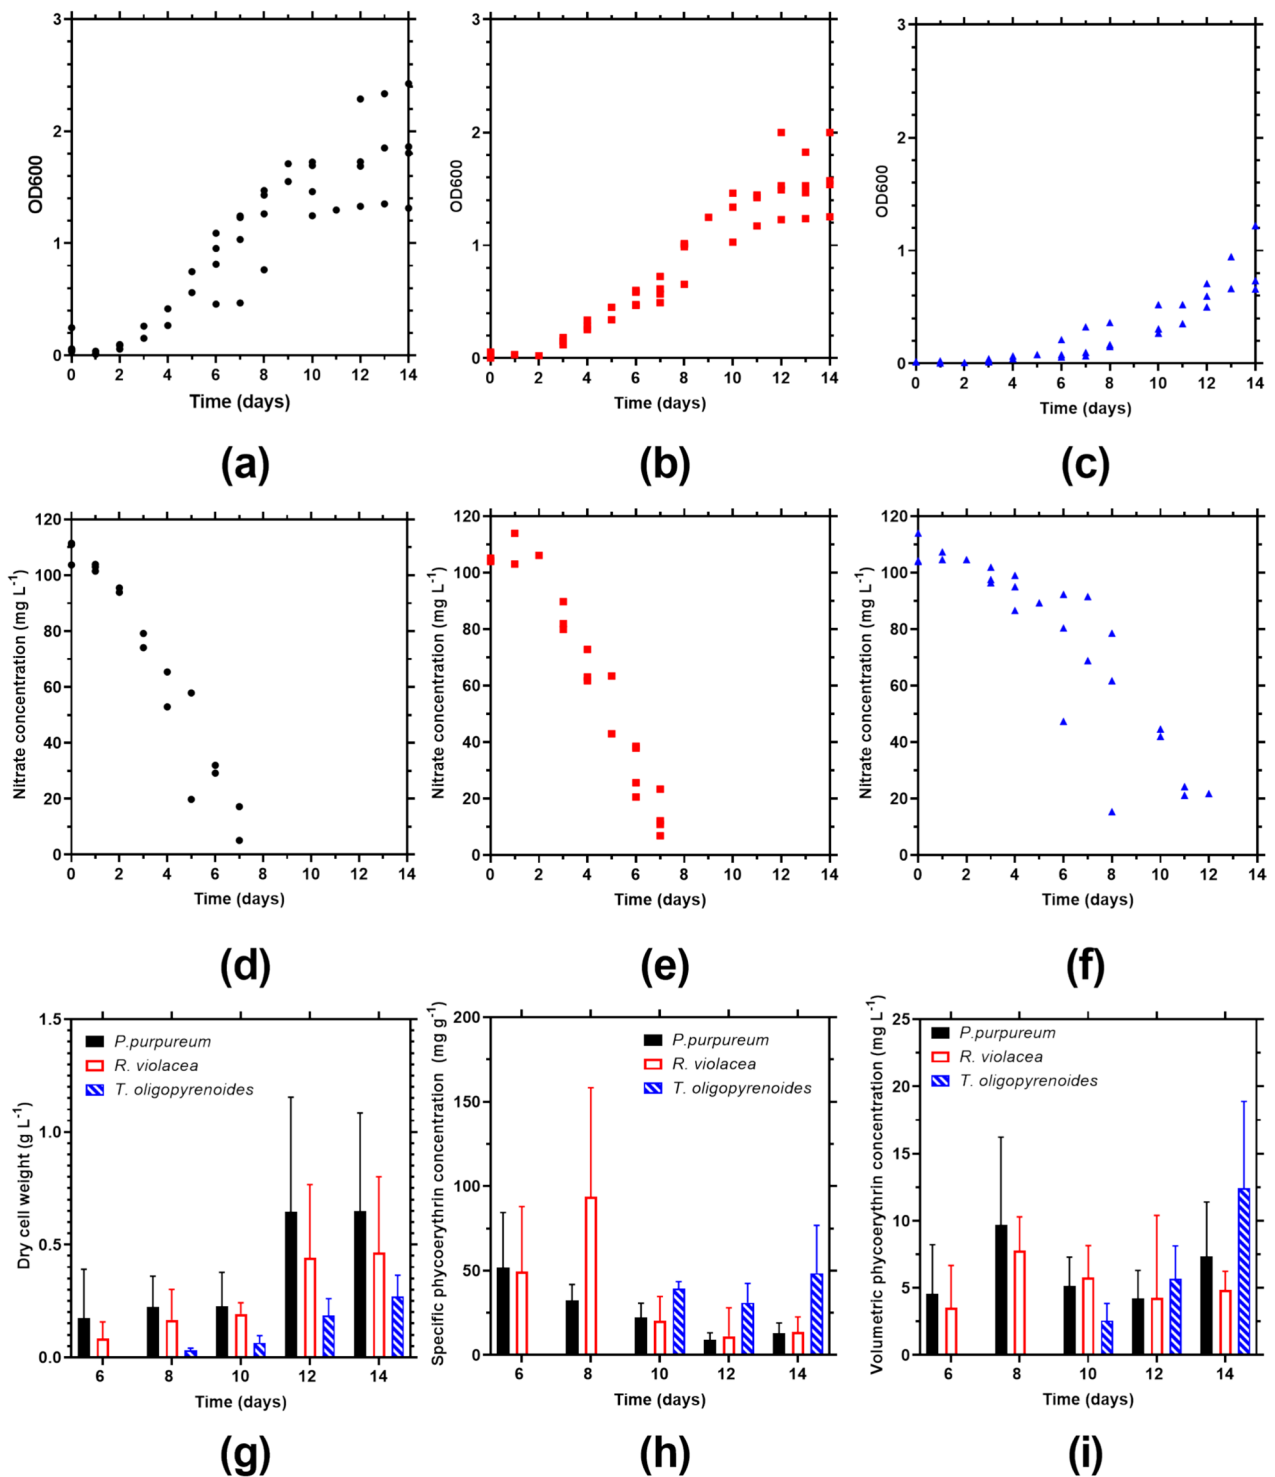 3
2
1
0
OD600
0 2 4 6 8 10 12 14
Time (days)
(a)
3
2
1
0
OD600
0 2 4 6 8 10 12 14
Time (days)
(b)
3
2
1
0
OD600
0 2 4 6 8 10 12 14
Time (days)
(c)
120
100
80
60
40
20
0
Nitrate concentration (mg L⁻¹)
0 2 4 6 8 10 12 14
Time (days)
(d)
120
100
80
60
40
20
0
Nitrate concentration (mg L⁻¹)
0 2 4 6 8 10 12 14
Time (days)
(e)
120
100
80
60
40
20
0
Nitrate concentration (mg L⁻¹)
0 2 4 6 8 10 12 14
Time (days)
(f)
1.5
1.0
0.5
0.0
Dry cell weight (g L⁻¹)
P.purpureum
R. violacea
T. oligopyrenoides
6 8 10 12 14
Time (days)
(g)
200
150
100
50
0
Specific phycoerythrin concentration (mg g⁻¹)
P.purpureum
R. violacea
T. oligopyrenoides
6 8 10 12 14
Time (days)
(h)
25
20
15
10
5
0
Volumetric phycoerythrin concentration (mg L⁻¹)
P.purpureum
R. violacea
T. oligopyrenoides
6 8 10 12 14
Time (days)
(i)